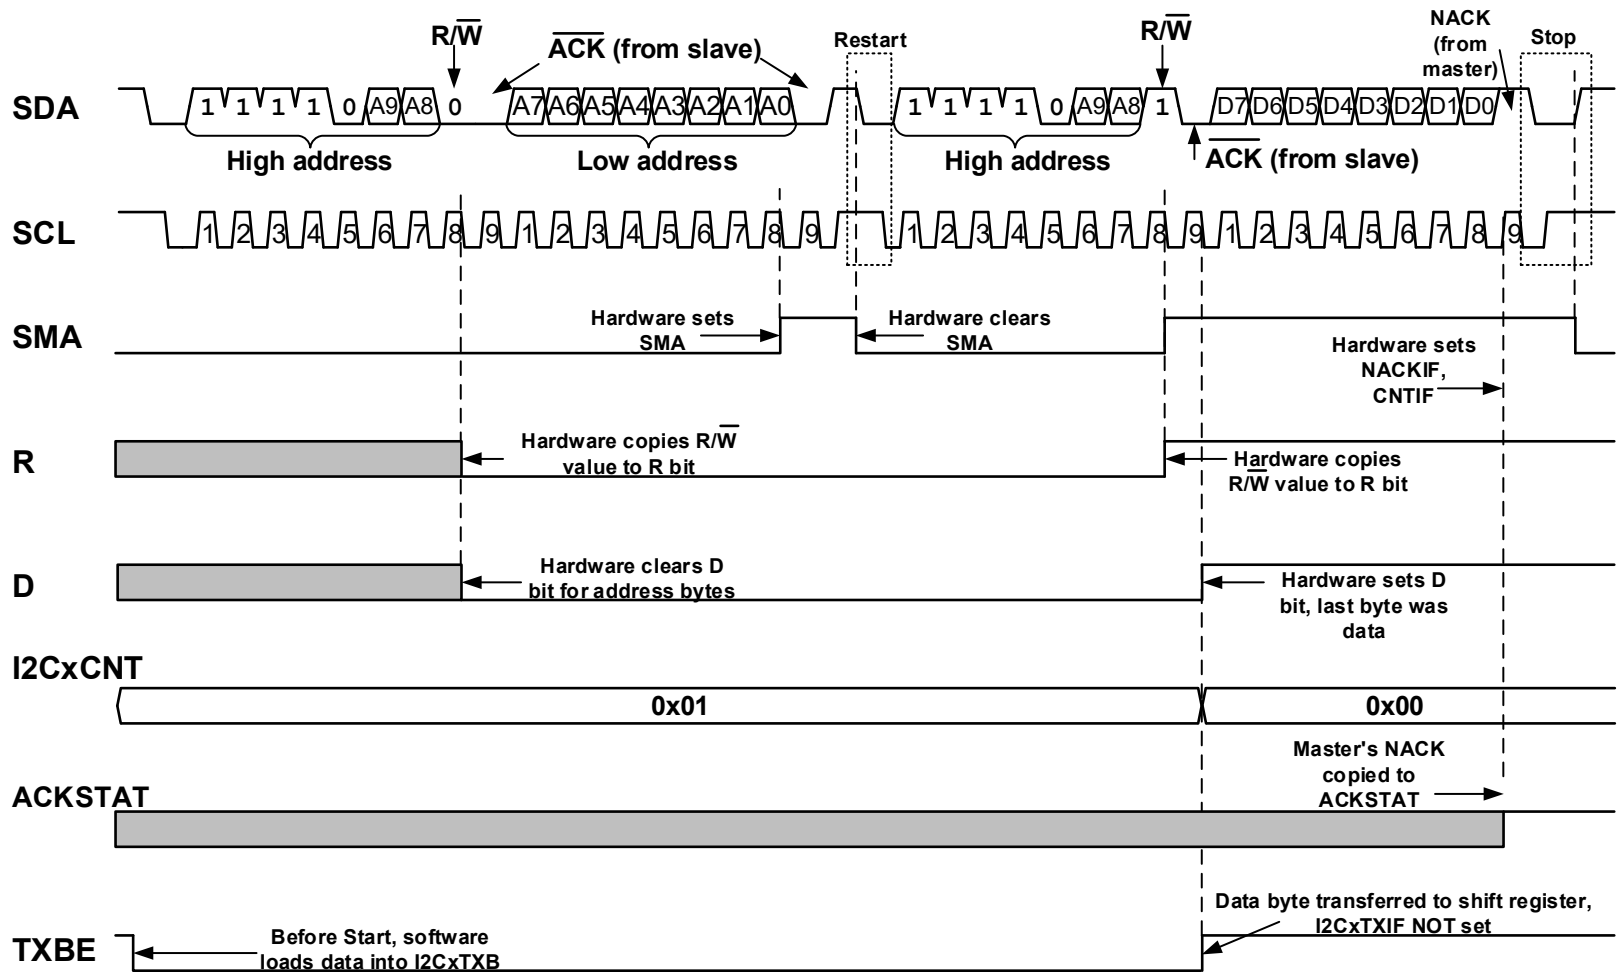 R/W
ACK (from slave)
Restart
R/W
NACK
(from
master)
Stop
SDA
1 1 1 1 0 A9 A8 0 A7 A6 A5 A4 A3 A2 A1 A0 1 1 1 1 0 A9 A8 1 D7 D6 D5 D4 D3 D2 D1 D0
High address
Low address
High address
ACK (from slave)
SCL
1 2 3 4 5 6 7 8 9 1 2 3 4 5 6 7 8 9 1 2 3 4 5 6 7 8 9 1 2 3 4 5 6 7 8 9
SMA
Hardware sets
SMA
Hardware clears
SMA
Hardware sets
NACKIF,
CNTIF
R
Hardware copies R/W
value to R bit
Hardware copies
R/W value to R bit
D
Hardware clears D
bit for address bytes
Hardware sets D
bit, last byte was
data
I2CxCNT
0x01
0x00
ACKSTAT
Master's NACK
copied to
ACKSTAT
TXBE
Before Start, software
loads data into I2CxTXB
Data byte transferred to shift register,
I2CxTXIF NOT set